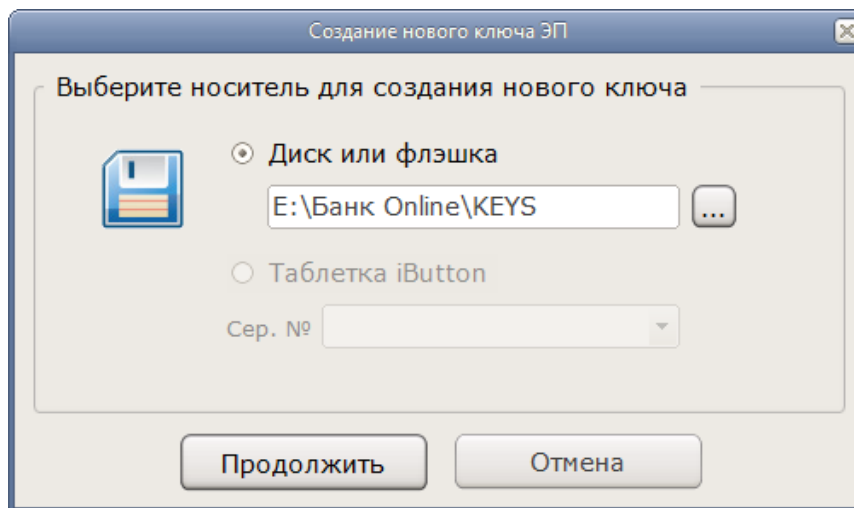 Создание нового ключа ЭП
Выберите носитель для создания нового ключа
Диск или флэшка
E:\Банк Online\KEYS
...
Таблетка iButton
Сер. №
Продолжить
Отмена